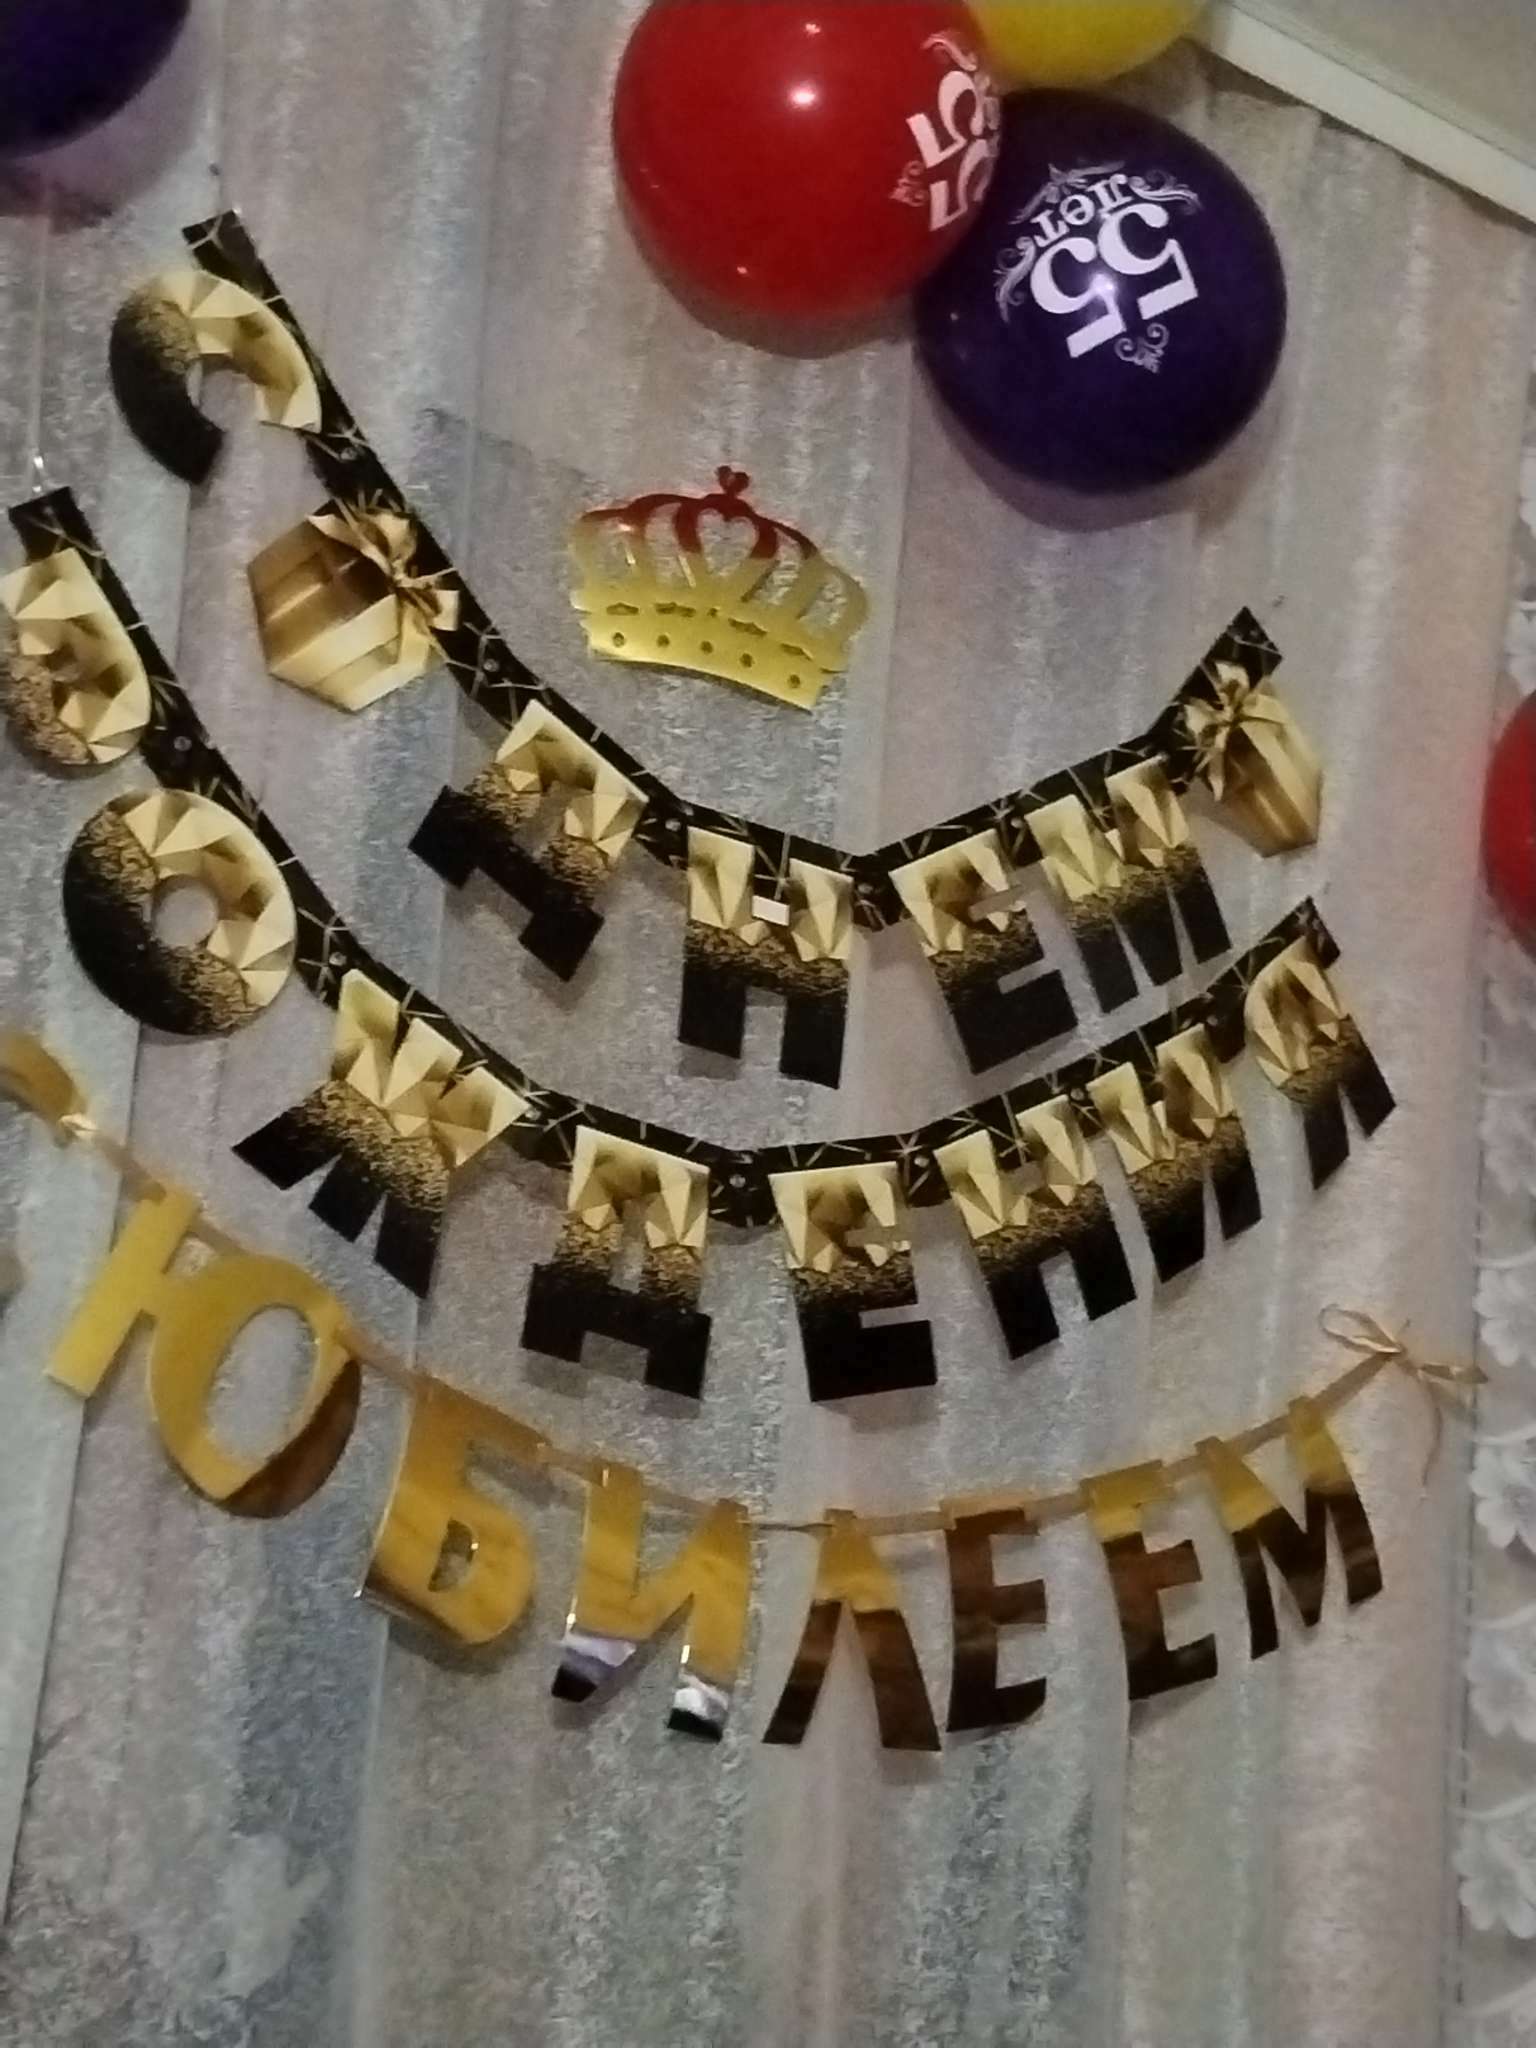 55
55
Лет
С ДНЕМ
РОЖДЕНИЯ
ЮБИЛЕЕМ